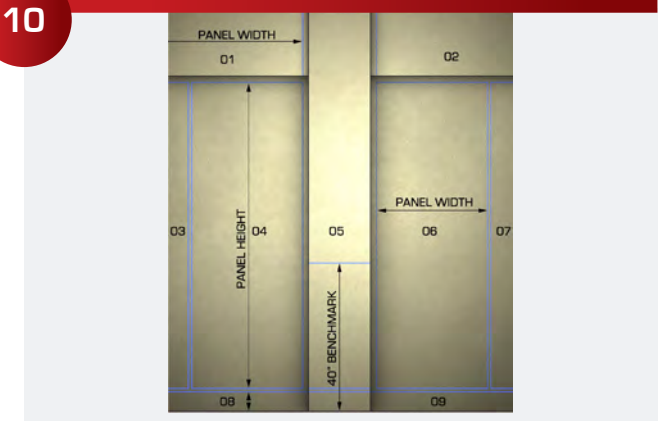 10
PANEL WIDTH
01
02
PANEL WIDTH
03
PANEL HEIGHT
04
05
06
07
40" BENCHMARK
08
09